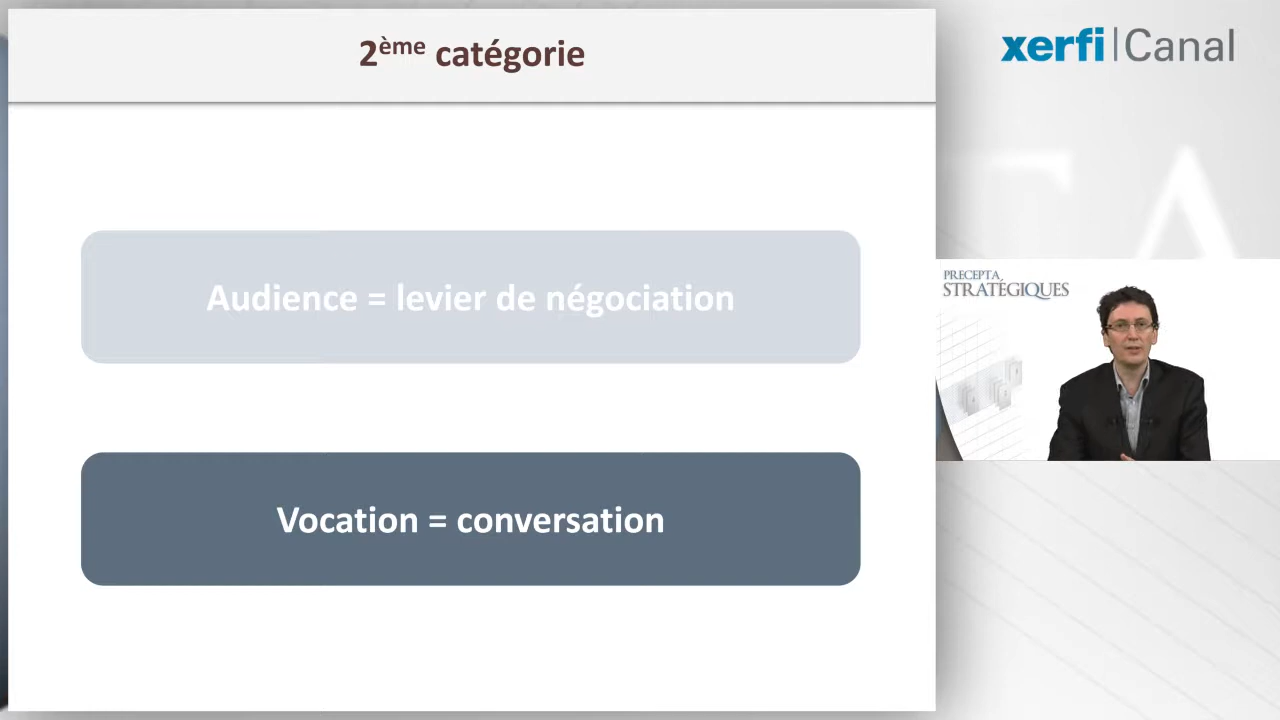 2ème catégorie
xerfi Canal
Audience = levier de négociation
PRECEPTA
STRATÉGIQUES
Vocation = conversation